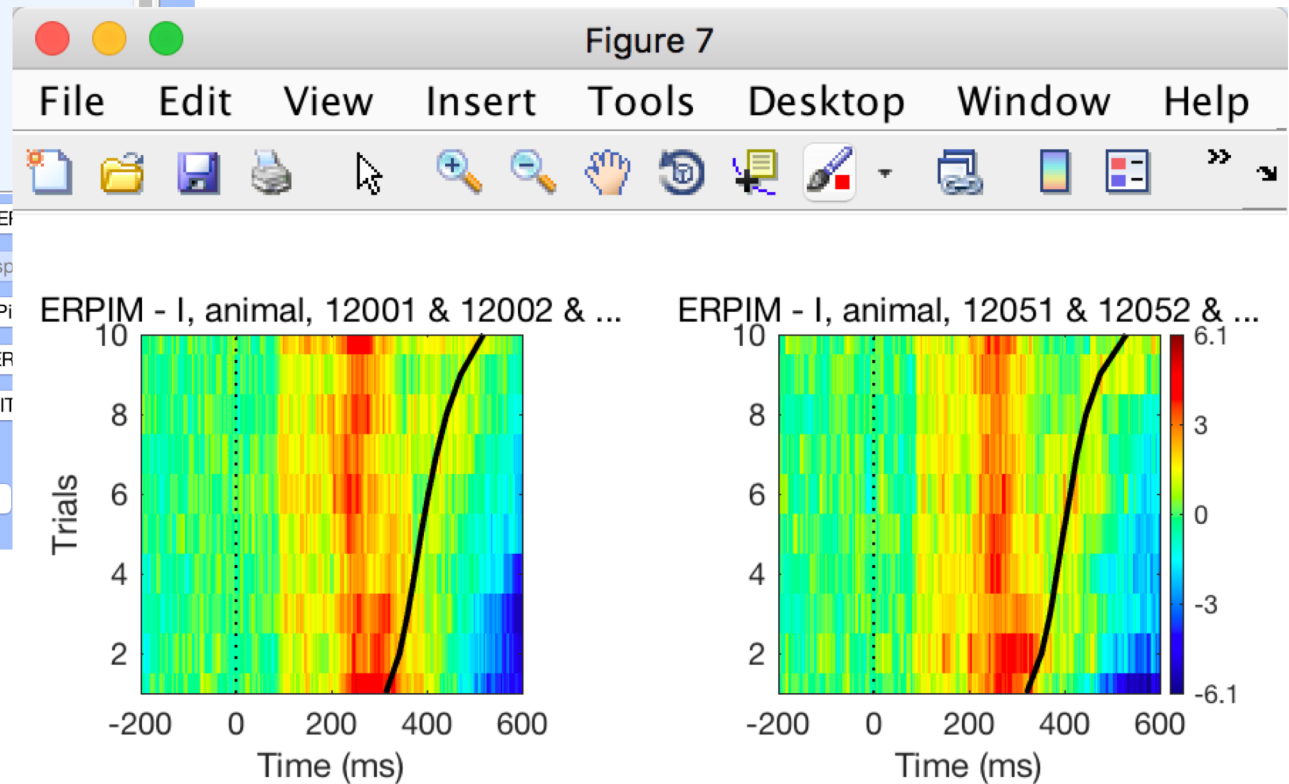 Figure 7
File Edit View Insert Tools Desktop Window Help
ERPIM - I, animal, 12001 & 12002 & ...
10
8
6
4
2
Trials
-200 0 200 400 600
Time (ms)
ERPIM - I, animal, 12051 & 12052 & ...
10
8
6
4
2
-200 0 200 400 600
Time (ms)
6.1
3
0
-3
-6.1